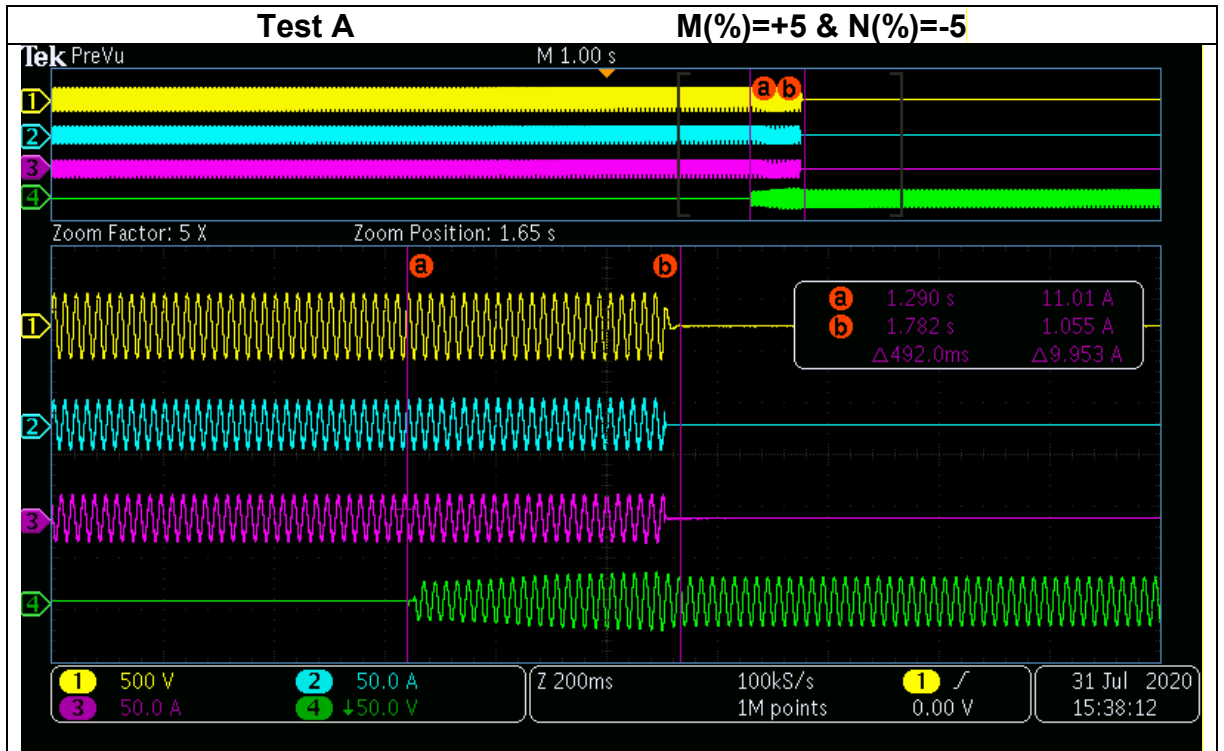 Test A M(%)=+5 & N(%)=-5
Tek PreVu M 1.00 s
a b
1
2
3
4
Zoom Factor: 5 X Zoom Position: 1.65 s
a b
1
2
3
4
a 1.290 s 11.01 A
b 1.782 s 1.055 A
△492.0ms △9.953 A
1 500 V 2 50.0 A Z 200ms 100kS/s 1 31 Jul 2020
3 50.0 A 4 ↓50.0 V 1M points 0.00 V 15:38:12